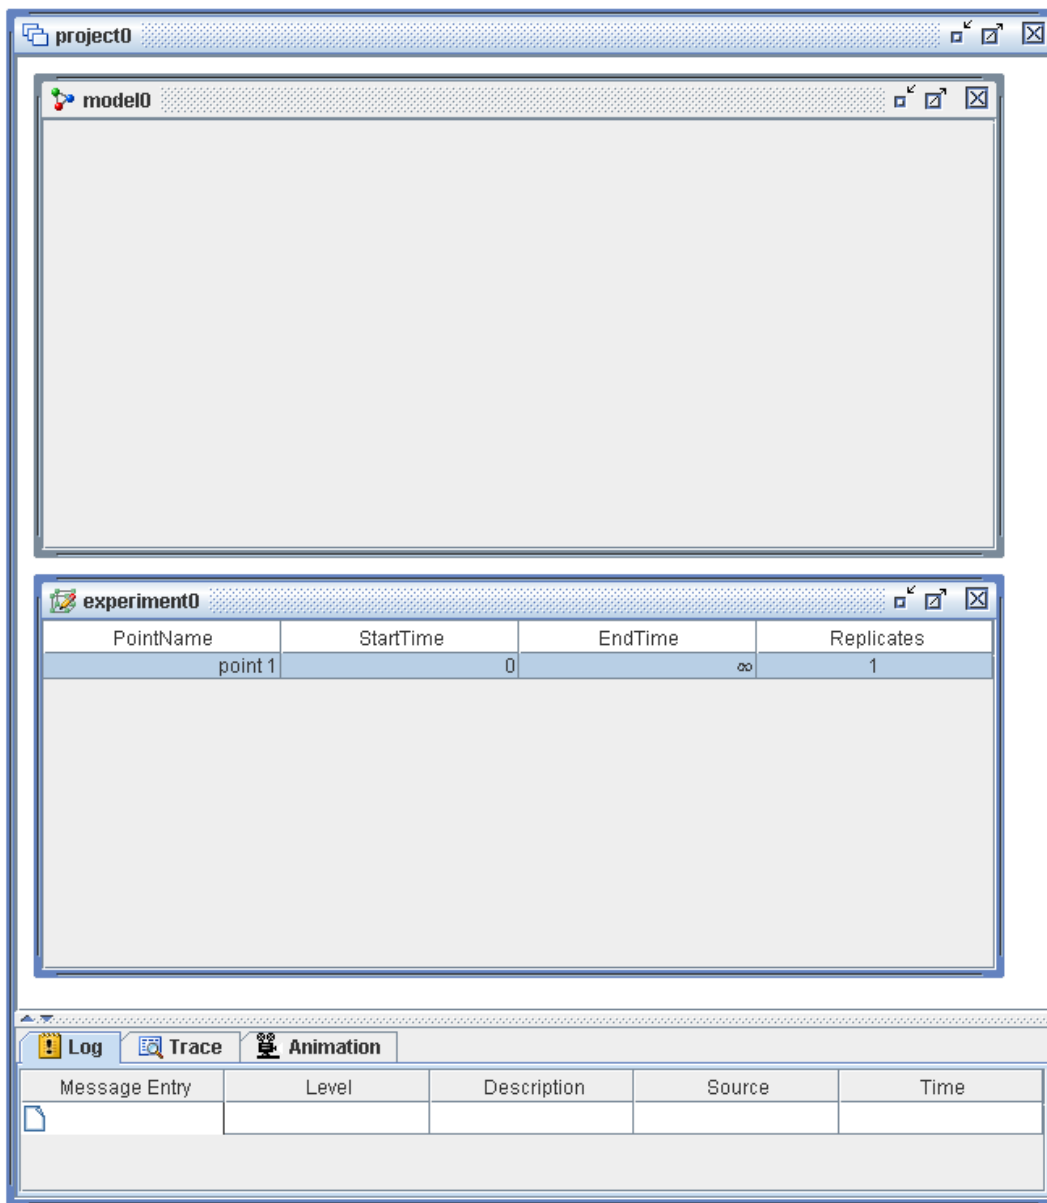 project0
model0
experiment0
PointName StartTime EndTime Replicates
point 1 0 ∞ 1
Log Trace Animation
Message Entry Level Description Source Time